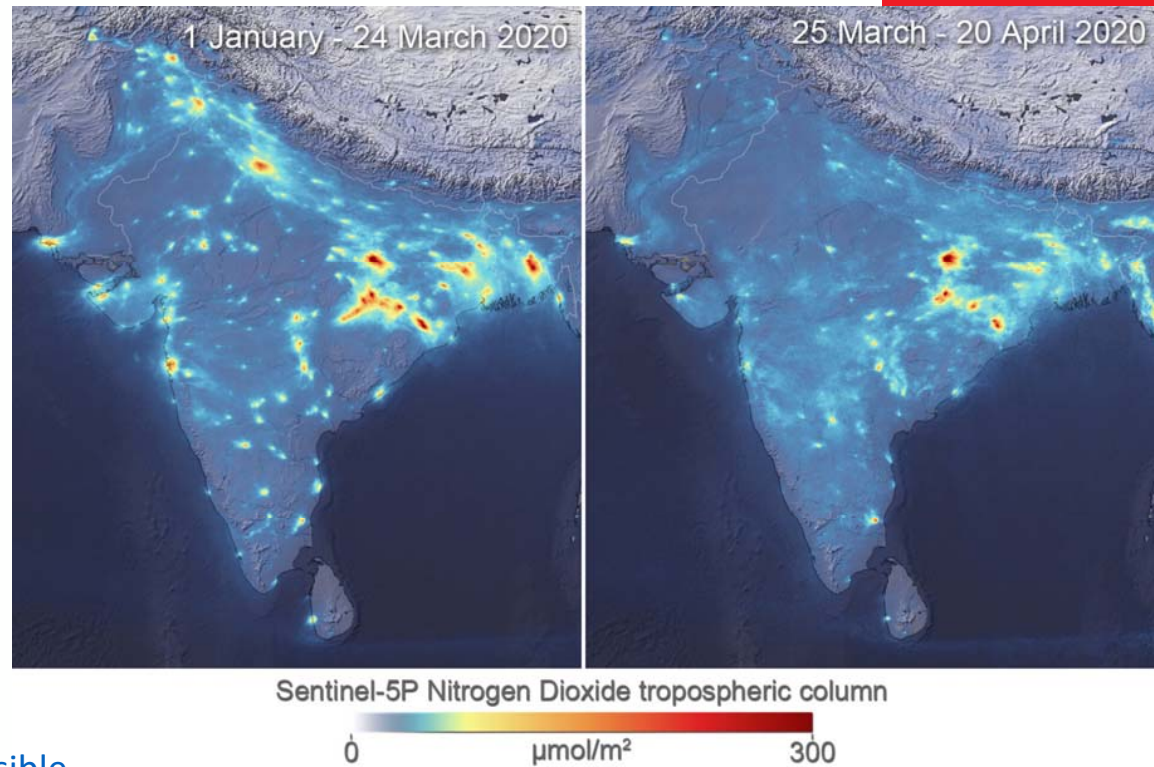 1 January - 24 March 2020
25 March - 20 April 2020
Sentinel-5P Nitrogen Dioxide tropospheric column
0
µmol/m²
300